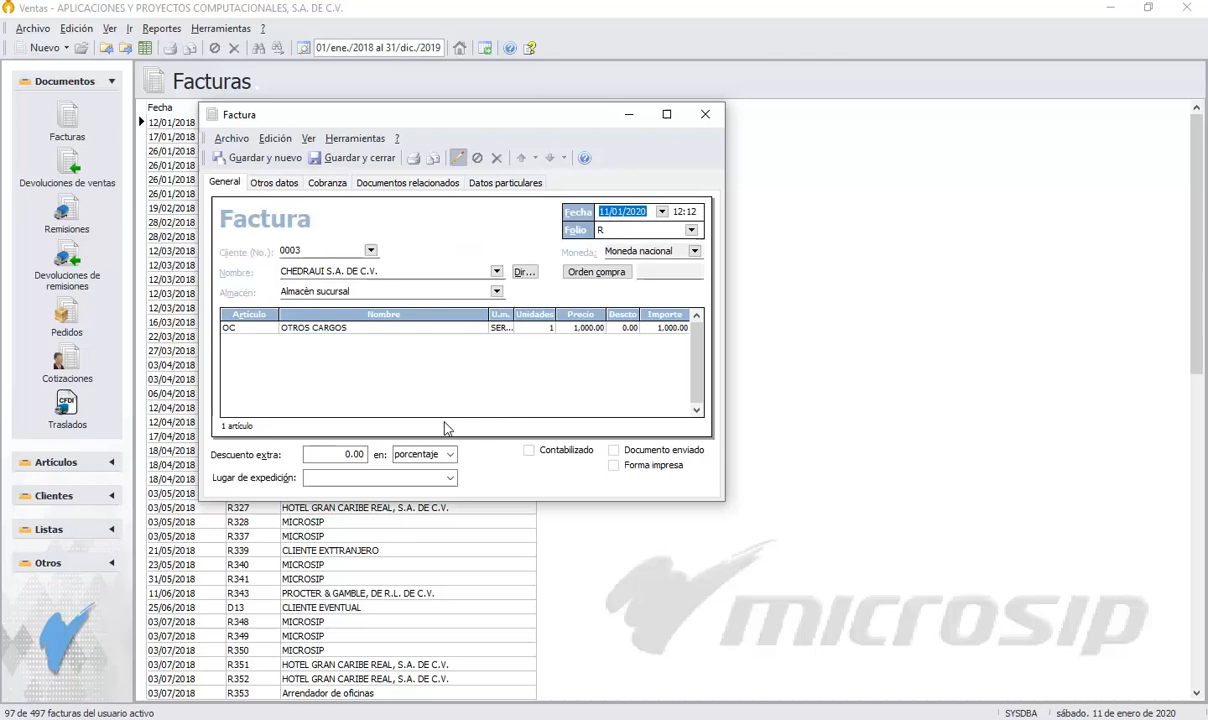 Ventas - APLICACIONES Y PROYECTOS COMPUTACIONALES, S.A. DE C.V.
Archivo Edición Ver Ir Reportes Herramientas ?
Nuevo 01/ene./2018 al 31/dic./2019
Documentos
Facturas
Devoluciones de ventas
Remisiones
Devoluciones de remisiones
Pedidos
Cotizaciones
CFDI
Traslados
Artículos
Clientes
Listas
Otros
Facturas
Fecha
12/01/2018
17/01/2018
26/01/2018
26/01/2018
26/01/2018
26/01/2018
19/02/2018
28/02/2018
28/02/2018
12/03/2018
12/03/2018
12/03/2018
12/03/2018
12/03/2018
16/03/2018
22/03/2018
27/03/2018
03/04/2018
03/04/2018
06/04/2018
12/04/2018
12/04/2018
17/04/2018
18/04/2018
18/04/2018
18/04/2018
03/05/2018
03/05/2018 R327 HOTEL GRAN CARIBE REAL, S.A. DE C.V.
03/05/2018 R328 MICROSIP
03/05/2018 R337 MICROSIP
21/05/2018 R339 CLIENTE EXTTRANJERO
23/05/2018 R340 MICROSIP
31/05/2018 R341 MICROSIP
11/06/2018 R343 PROCTER & GAMBLE, DE R.L. DE C.V.
25/06/2018 D13 CLIENTE EVENTUAL
03/07/2018 R348 MICROSIP
03/07/2018 R349 MICROSIP
03/07/2018 R350 MICROSIP
03/07/2018 R351 HOTEL GRAN CARIBE REAL, S.A. DE C.V.
03/07/2018 R352 HOTEL GRAN CARIBE REAL, S.A. DE C.V.
03/07/2018 R353 Arrendador de oficinas
Factura
Archivo Edición Ver Herramientas ?
Guardar y nuevo Guardar y cerrar
General Otros datos Cobranza Documentos relacionados Datos particulares
Factura
Fecha 11/01/2020 12:12
Folio R
Cliente (No.): 0003 Moneda: Moneda nacional
Nombre: CHEDRAUI S.A. DE C.V. Dir... Orden compra
Almacén: Almacèn sucursal
Artículo Nombre U.m. Unidades Precio Descto Importe
OC OTROS CARGOS SER... 1 1,000.00 0.00 1,000.00
1 artículo
Descuento extra: 0.00 en: porcentaje Contabilizado Documento enviado
Forma impresa
Lugar de expedición:
microsip
97 de 497 facturas del usuario activo SYSDBA sábado. 11 de enero de 2020